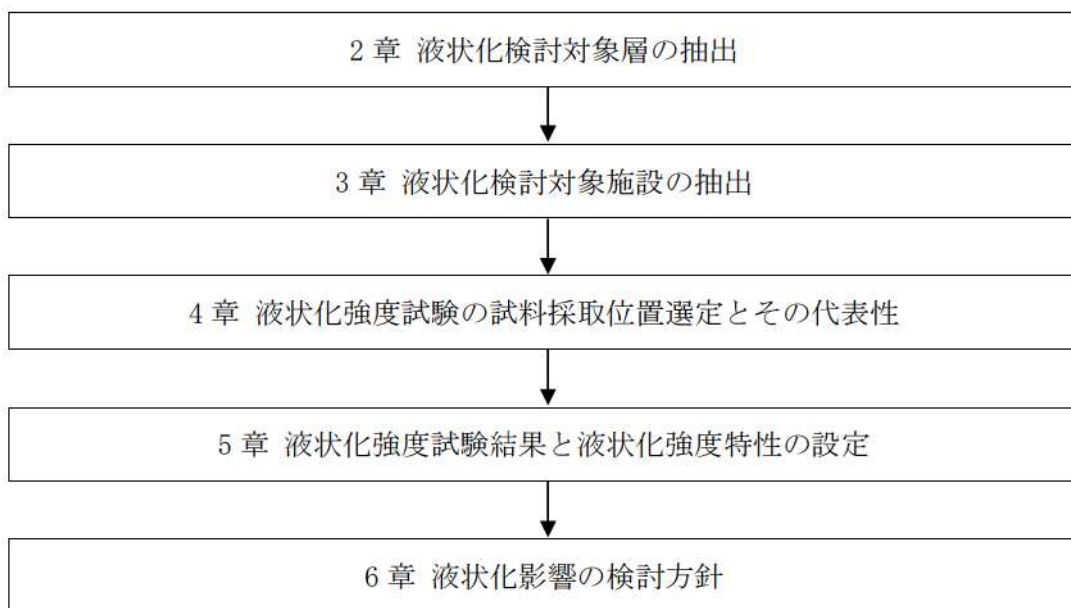 2 章 液状化検討対象層の抽出
3 章 液状化検討対象施設の抽出
4 章 液状化強度試験の試料採取位置選定とその代表性
5 章 液状化強度試験結果と液状化強度特性の設定
6 章 液状化影響の検討方針